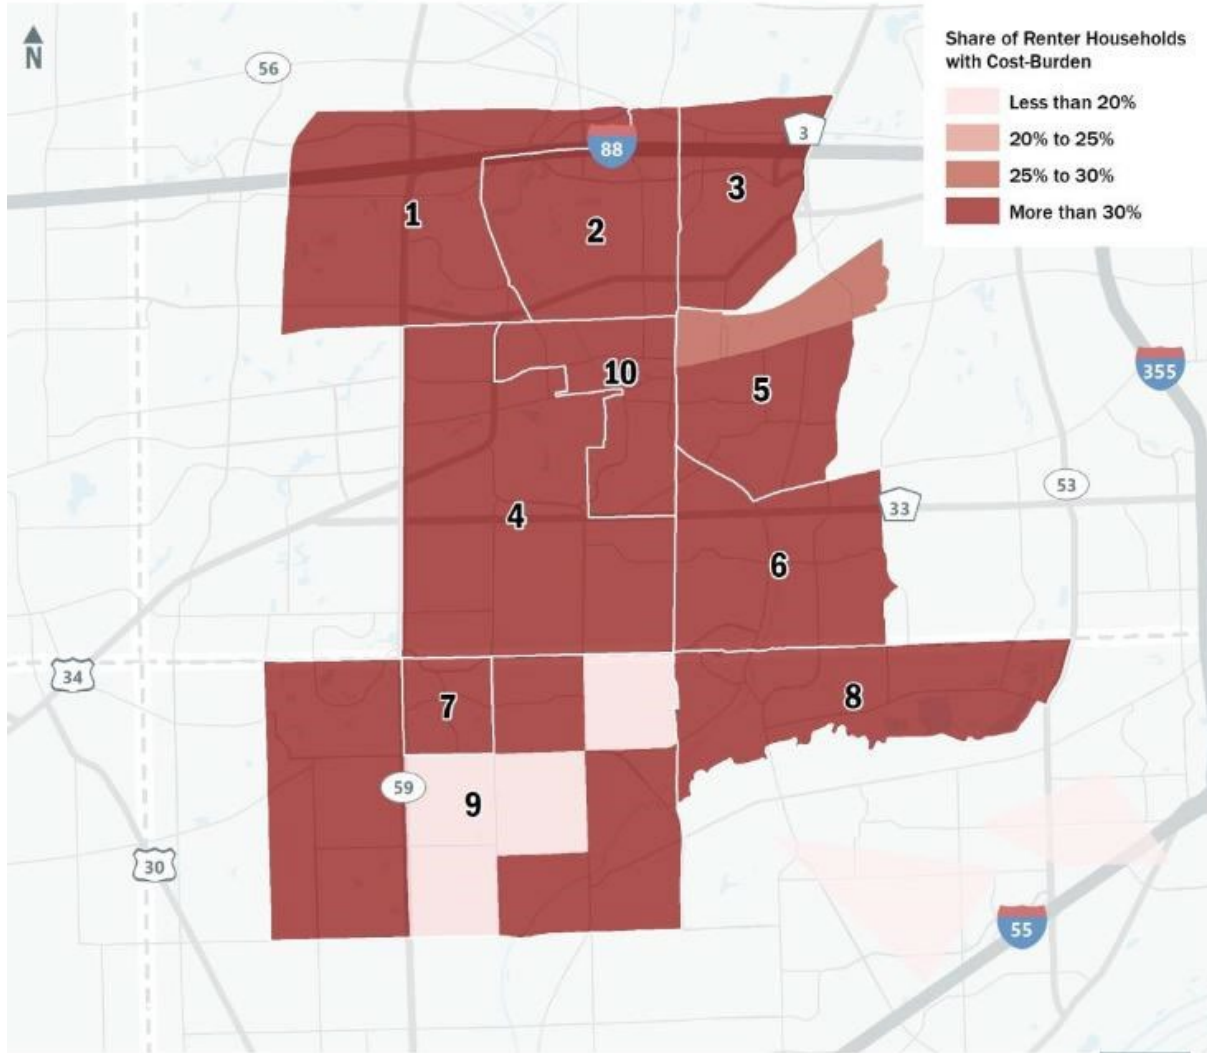 N
56
Share of Renter Households
with Cost-Burden
Less than 20%
20% to 25%
25% to 30%
More than 30%
3
88
1
2
3
10
5
355
4
53
33
6
34
7
8
59
9
30
55